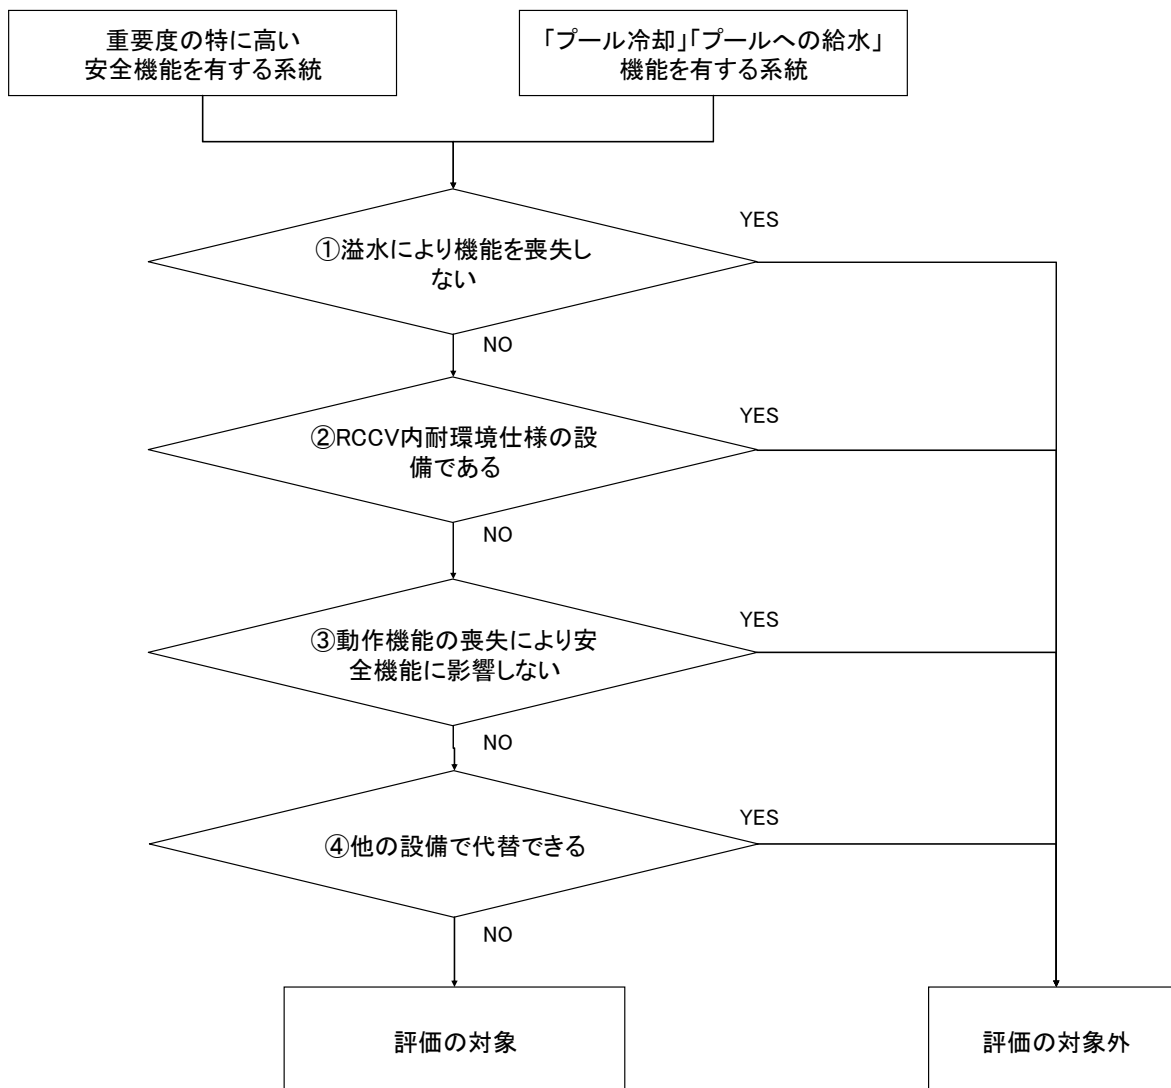 重要度の特に高い
安全機能を有する系統
「プール冷却」「プールへの給水」
機能を有する系統
①溢水により機能を喪失し
ない
YES
NO
②RCCV内耐環境仕様の設
備である
YES
NO
③動作機能の喪失により安
全機能に影響しない
YES
NO
④他の設備で代替できる
YES
NO
評価の対象
評価の対象外